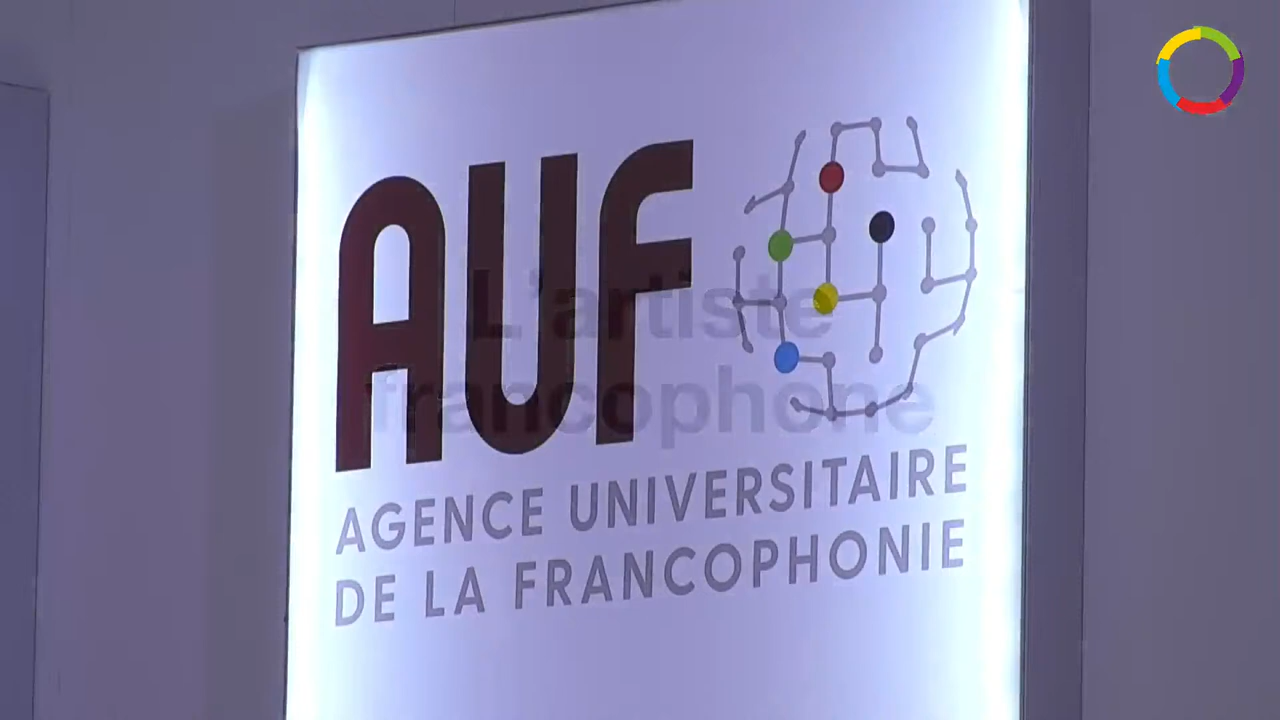 AUF
L'artiste
francophone
AGENCE UNIVERSITAIRE
DE LA FRANCOPHONIE